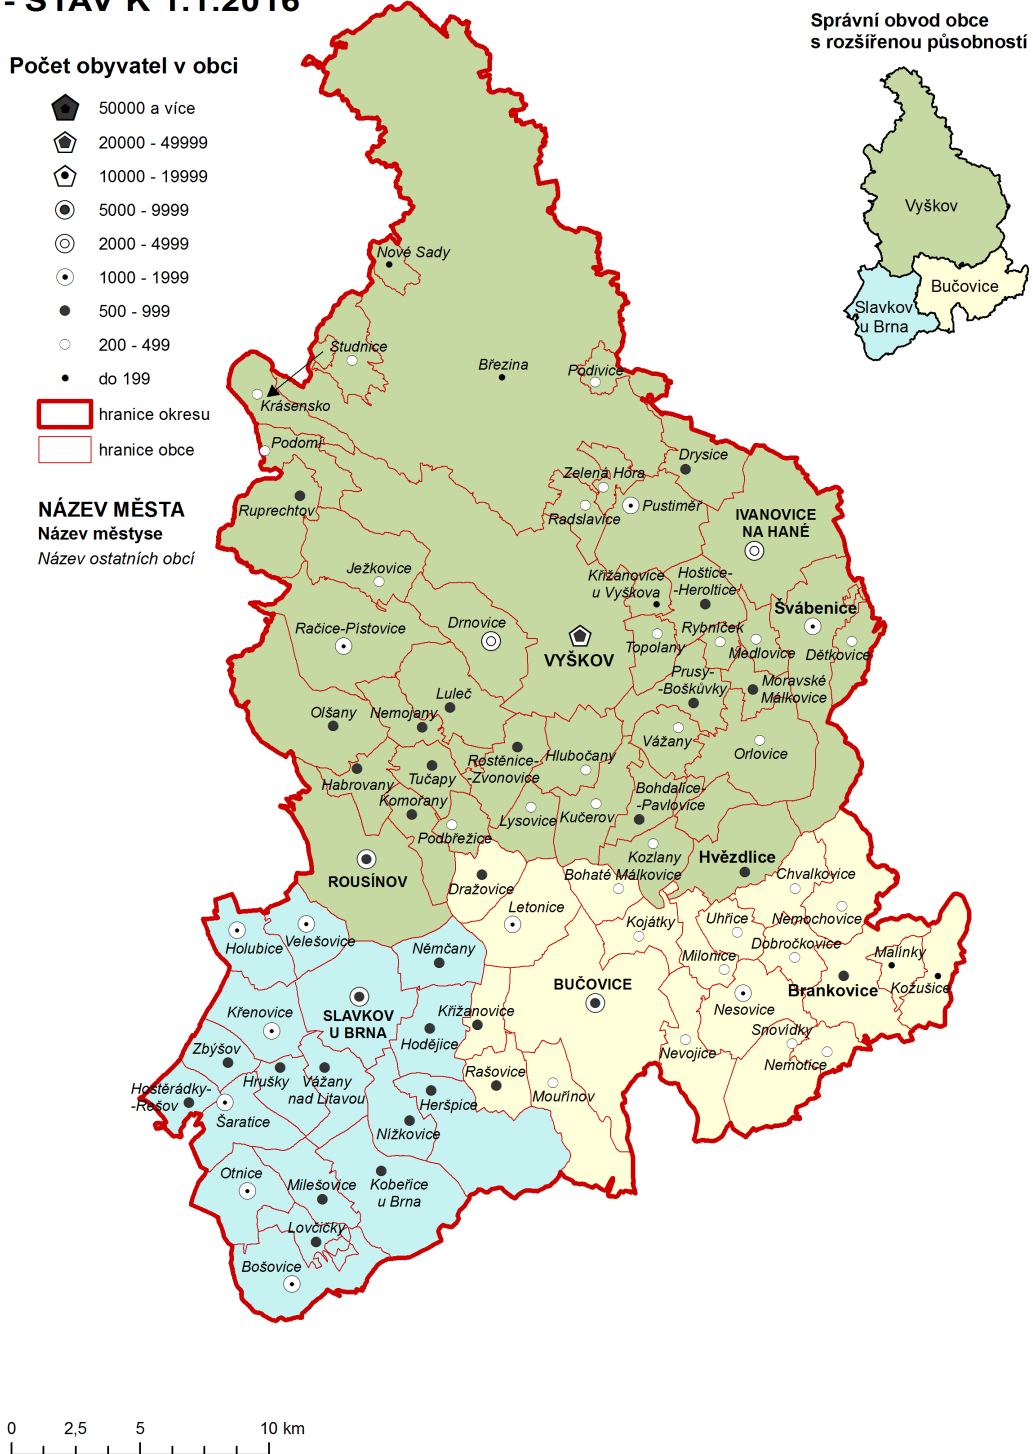 - STAV K 1.1.2016
Počet obyvatel v obci
50000 a více
20000 - 49999
10000 - 19999
5000 - 9999
2000 - 4999
1000 - 1999
500 - 999
200 - 499
do 199
hranice okresu
hranice obce
NÁZEV MĚSTA
Název městyse
Název ostatních obcí
Správní obvod obce
s rozšířenou působností
Vyškov
Bučovice
Slavkov
u Brna
Nové Sady
Studnice
Březina
Podivice
Krásensko
Podomí
Drysice
Zelená Hora
Ruprechtov
Radslavice
Pustiměř
IVANOVICE
NA HANÉ
Ježkovice
Křižanovice
u Vyškova
Hoštice-
-Heroltice
Švábenice
Račice-Pístovice
Drnovice
VYŠKOV
Topolany
Rybníček
Medlovice
Dětkovice
Prusy-
-Boškůvky
Moravské
Málkovice
Luleč
Olšany
Nemojany
Vážany
Orlovice
Habrovany
Tučapy
Rostěnice-
-Zvonovice
Hlubočany
Komořany
Bohdalice-
-Pavlovice
Podbřežice
Lysovice
Kučerov
ROUSÍNOV
Kozlany
Hvězdlice
Dražovice
Bohaté Málkovice
Chvalkovice
Letonice
Kojátky
Uhřice
Nemochovice
Holubice
Velešovice
Němčany
Milonice
Dobročkovice
Malínky
BUČOVICE
Brankovice
Kožušice
Nesovice
Křenovice
SLAVKOV
U BRNA
Křižanovice
Hodějice
Snovídky
Nevojice
Nemotice
Zbýšov
Hrušky
Vážany
nad Litavou
Rašovice
Mouřínov
Hostěrádky-
-Rešov
Šaratice
Heršpice
Nížkovice
Otnice
Milešovice
Kobeřice
u Brna
Lovčičky
Bošovice
0 2,5 5 10 km